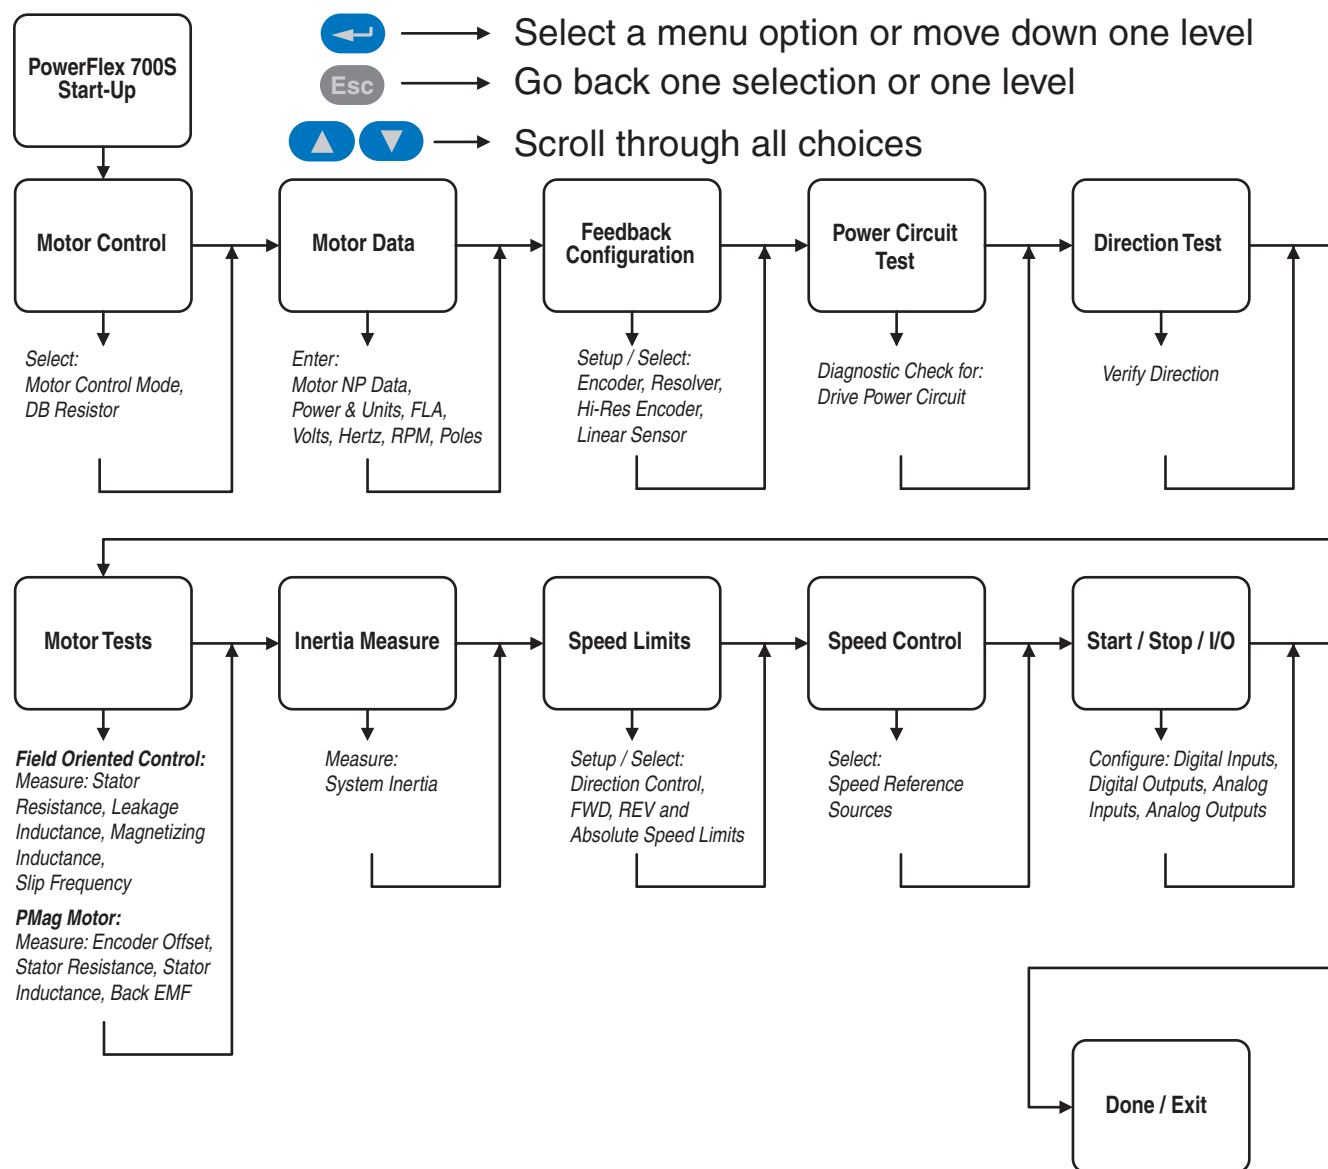 PowerFlex 700S
Start-Up
Select a menu option or move down one level
Esc
Go back one selection or one level
Scroll through all choices
Motor Control
Motor Data
Feedback
Configuration
Power Circuit
Test
Direction Test
Select:
Motor Control Mode,
DB Resistor
Enter:
Motor NP Data,
Power & Units, FLA,
Volts, Hertz, RPM, Poles
Setup / Select:
Encoder, Resolver,
Hi-Res Encoder,
Linear Sensor
Diagnostic Check for:
Drive Power Circuit
Verify Direction
Motor Tests
Inertia Measure
Speed Limits
Speed Control
Start / Stop / I/O
Field Oriented Control:
Measure: Stator
Resistance, Leakage
Inductance, Magnetizing
Inductance,
Slip Frequency
PMag Motor:
Measure: Encoder Offset,
Stator Resistance, Stator
Inductance, Back EMF
Measure:
System Inertia
Setup / Select:
Direction Control,
FWD, REV and
Absolute Speed Limits
Select:
Speed Reference
Sources
Configure: Digital Inputs,
Digital Outputs, Analog
Inputs, Analog Outputs
Done / Exit